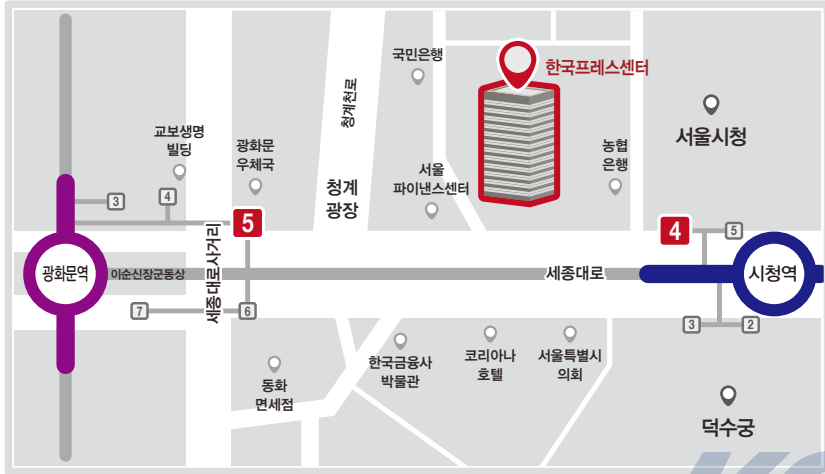 국민은행
한국프레스센터
청계천로
교보생명
빌딩
광화문
우체국
서울시청
농협
은행
서울
파이낸스센터
청계
광장
3
4
5
4
5
광화문역
이순신장군동상
세종대로사거리
세종대로
시청역
7
6
3
2
동화
면세점
한국금융사
박물관
코리아나
호텔
서울특별시
의회
덕수궁